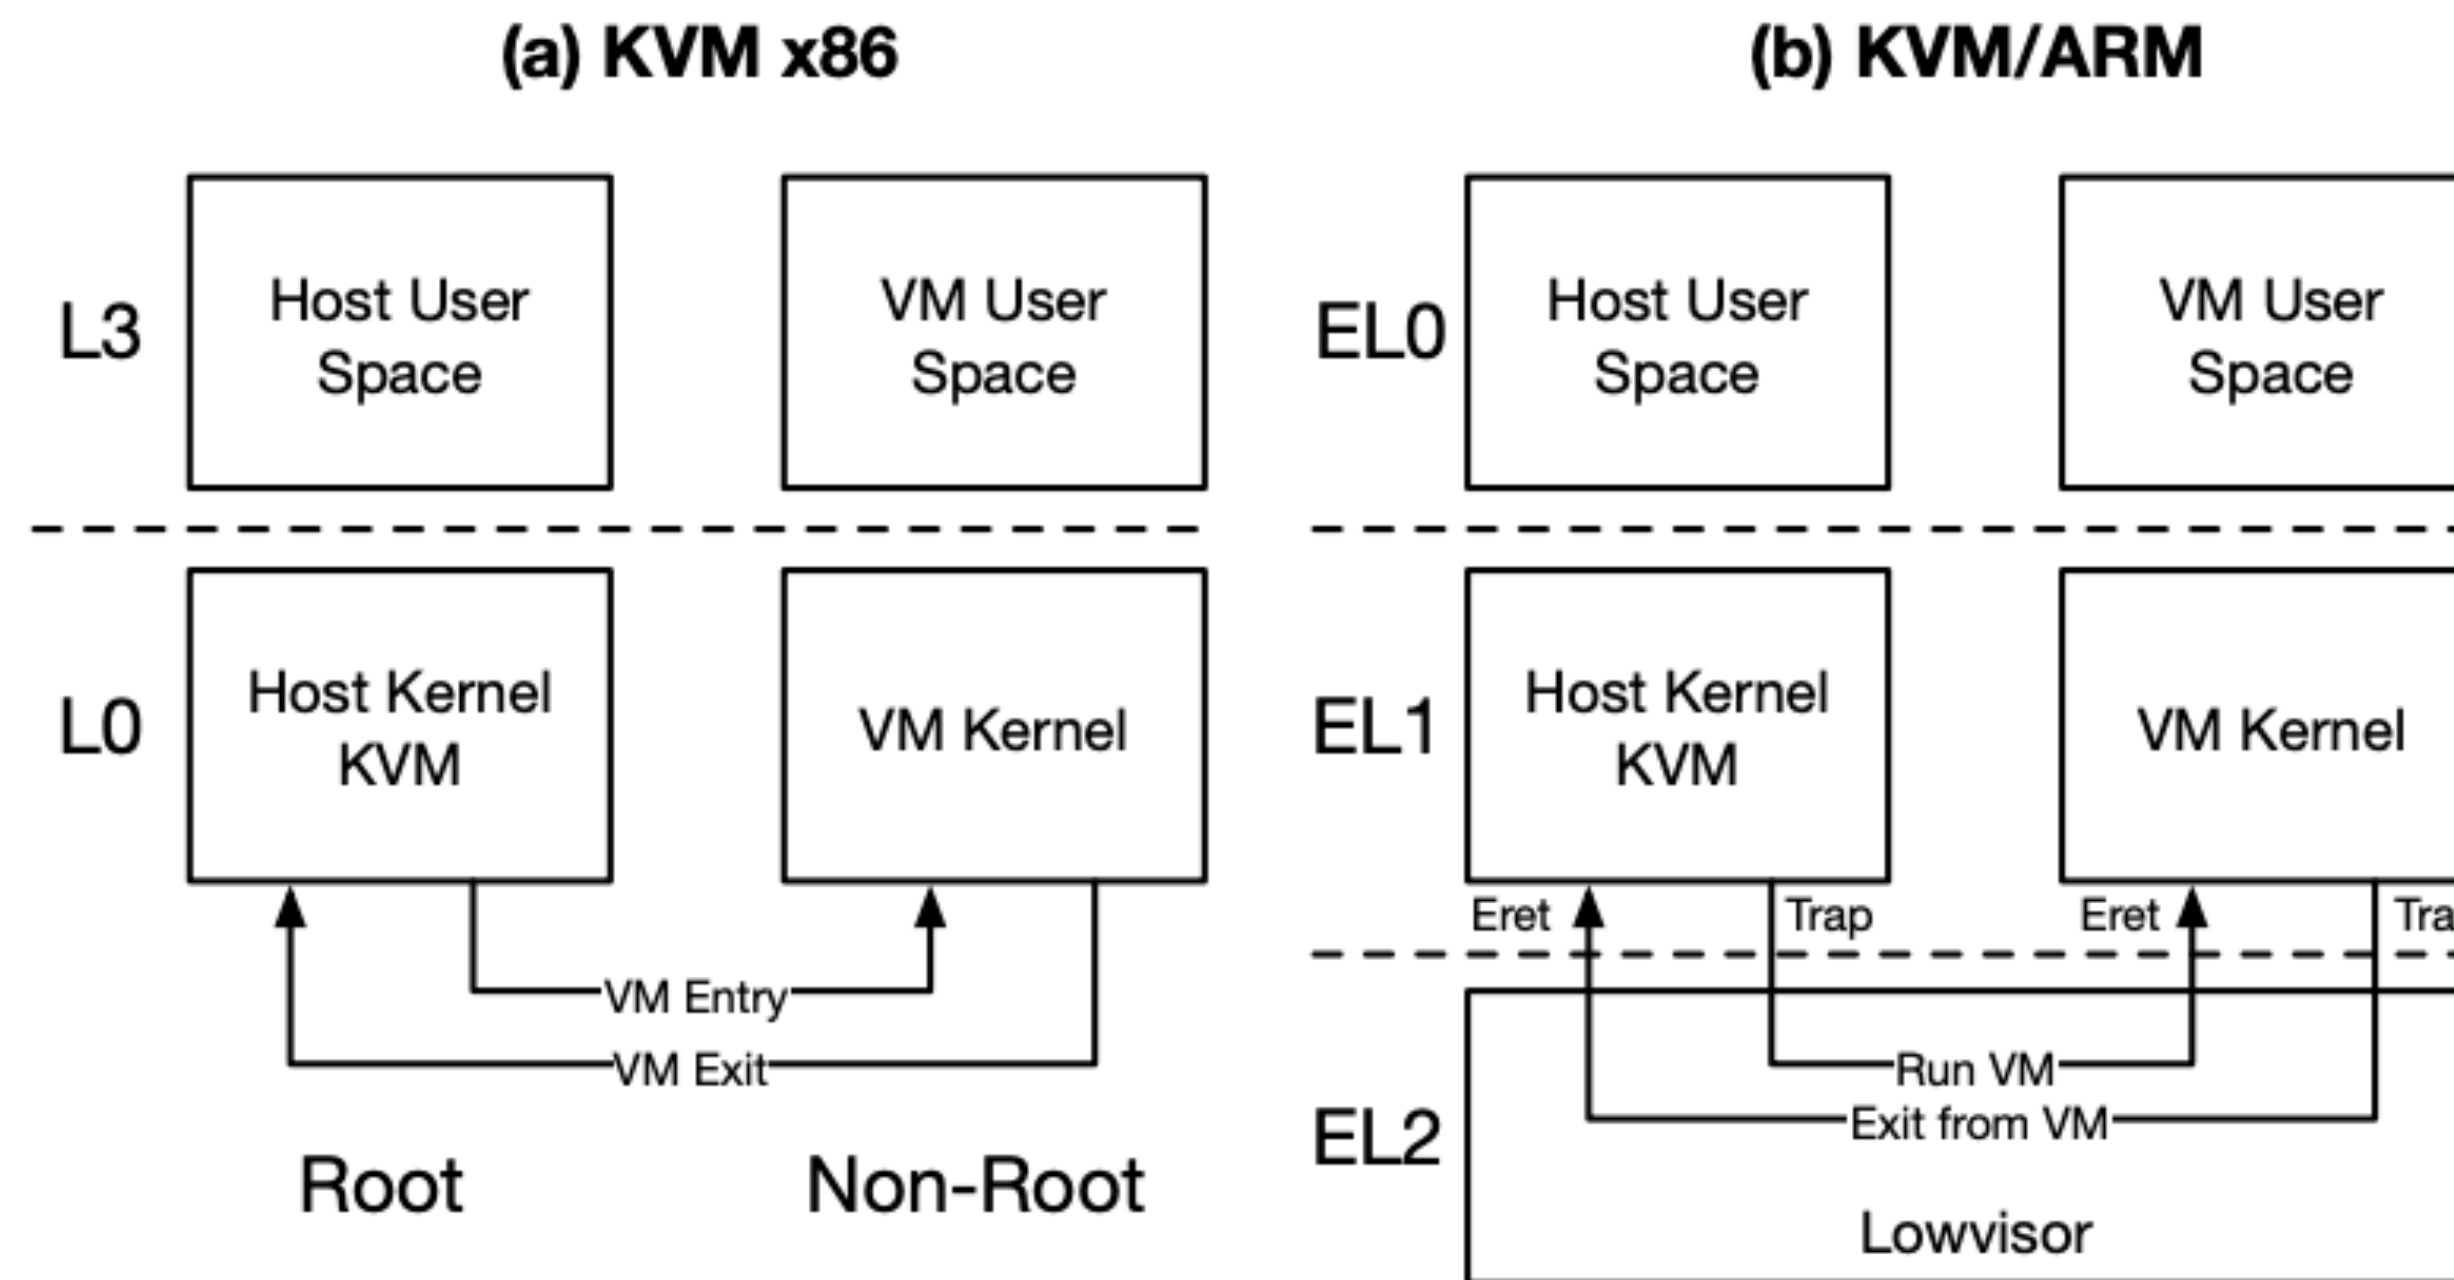 (a) KVM x86
L3
Host User
Space
VM User
Space
L0
Host Kernel
KVM
VM Kernel
VM Entry
VM Exit
Root
Non-Root
(b) KVM/ARM
EL0
Host User
Space
VM User
Space
EL1
Host Kernel
KVM
VM Kernel
Eret
Trap
Eret
Run VM
Exit from VM
EL2
Lowvisor